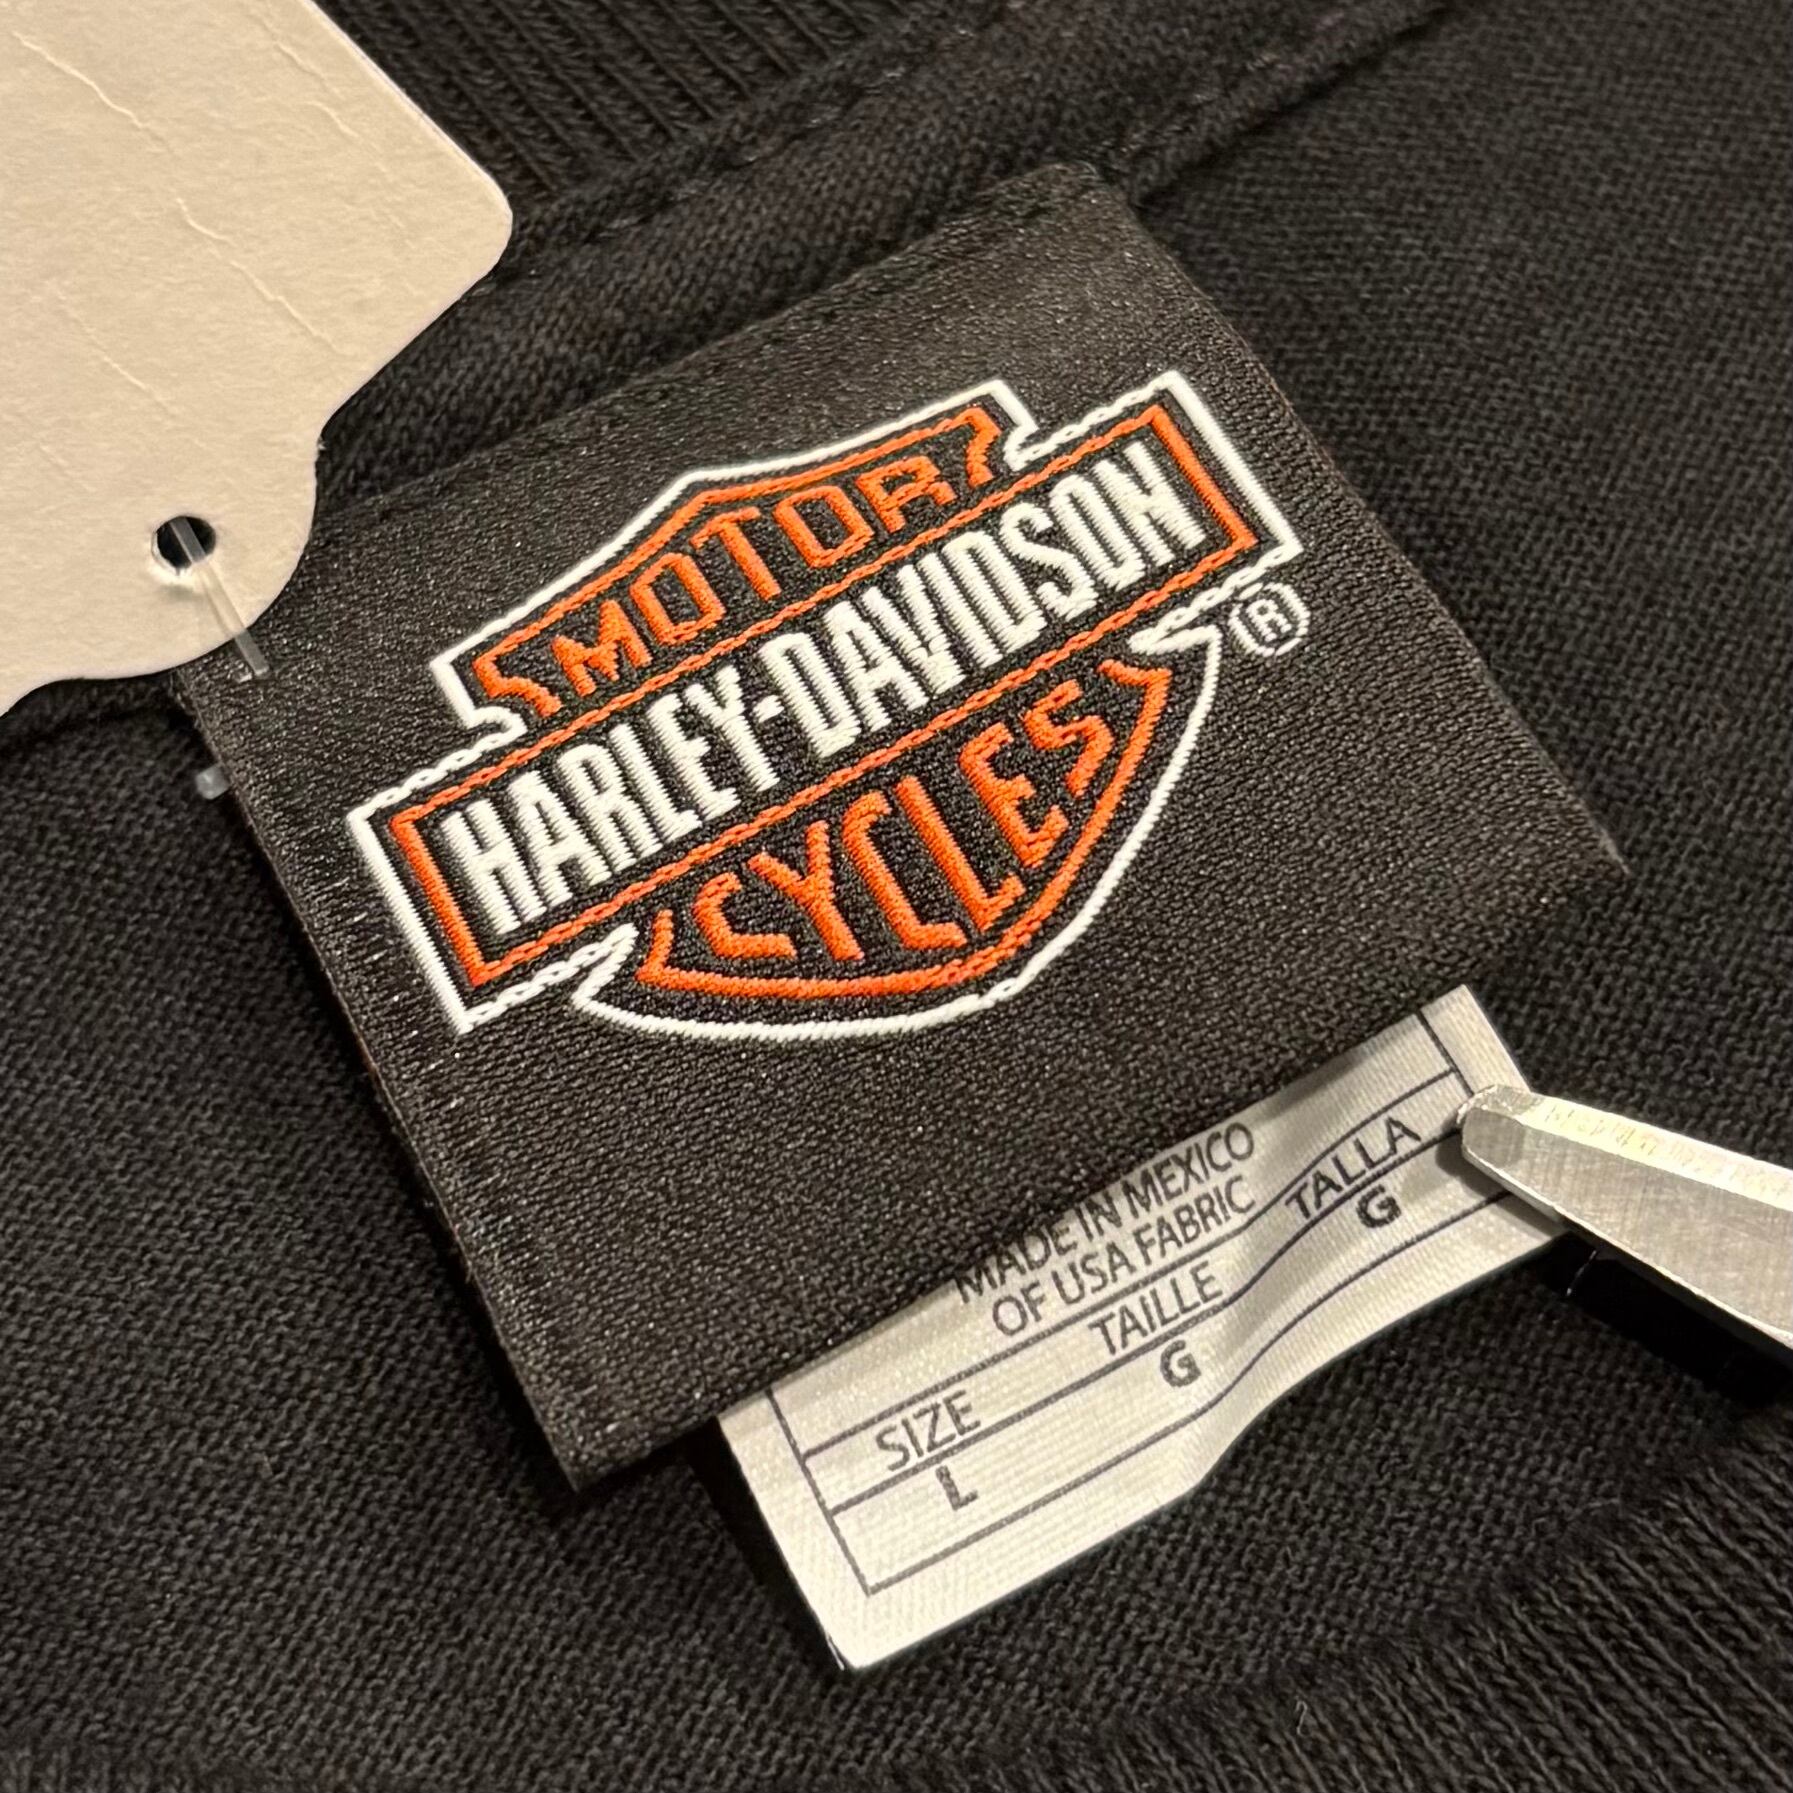 MOTOR
HARLEY-DAVIDSON
®
CYCLES
MADE IN MEXICO
OF USA FABRIC
SIZE TAILLE TALLA
L G G